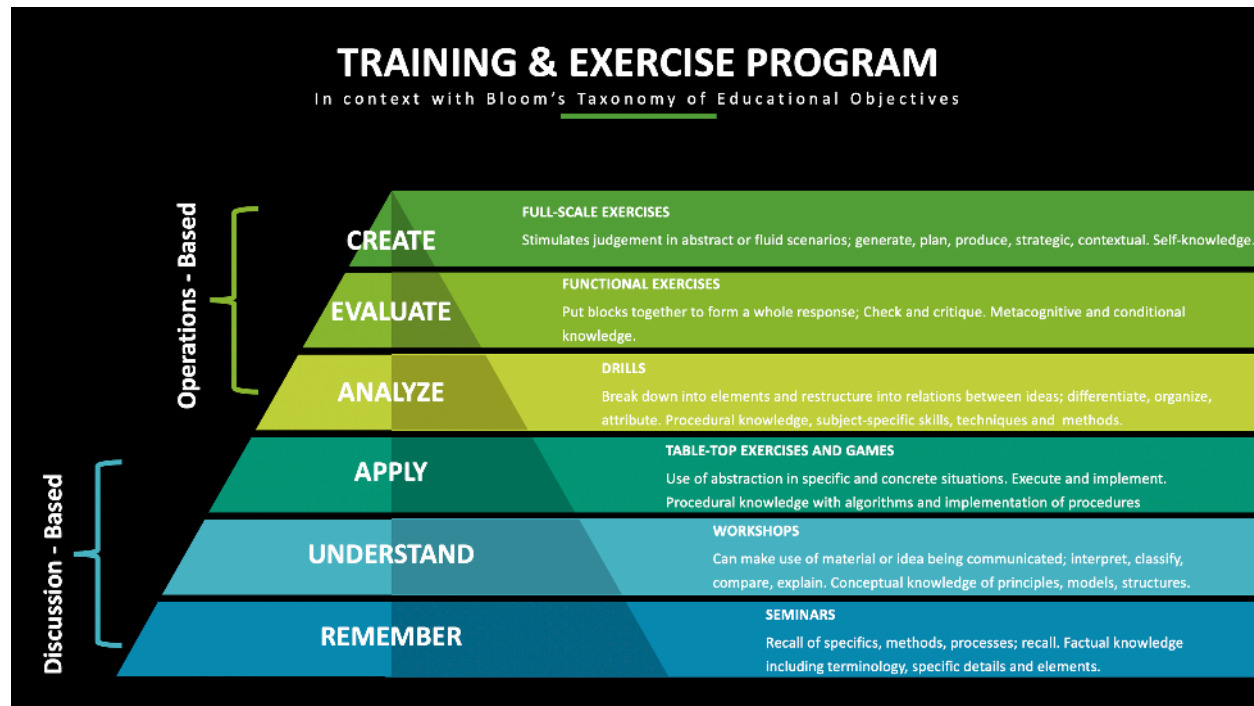 TRAINING & EXERCISE PROGRAM
In context with Bloom's Taxonomy of Educational Objectives
Operations - Based
CREATE
FULL-SCALE EXERCISES
Stimulates judgement in abstract or fluid scenarios; generate, plan, produce, strategic, contextual. Self-knowledge.
EVALUATE
FUNCTIONAL EXERCISES
Put blocks together to form a whole response; Check and critique. Metacognitive and conditional
knowledge.
ANALYZE
DRILLS
Break down into elements and restructure into relations between ideas; differentiate, organize,
attribute. Procedural knowledge, subject-specific skills, techniques and methods.
Discussion - Based
APPLY
TABLE-TOP EXERCISES AND GAMES
Use of abstraction in specific and concrete situations. Execute and implement.
Procedural knowledge with algorithms and implementation of procedures
UNDERSTAND
WORKSHOPS
Can make use of material or idea being communicated; interpret, classify,
compare, explain. Conceptual knowledge of principles, models, structures.
REMEMBER
SEMINARS
Recall of specifics, methods, processes; recall. Factual knowledge
including terminology, specific details and elements.